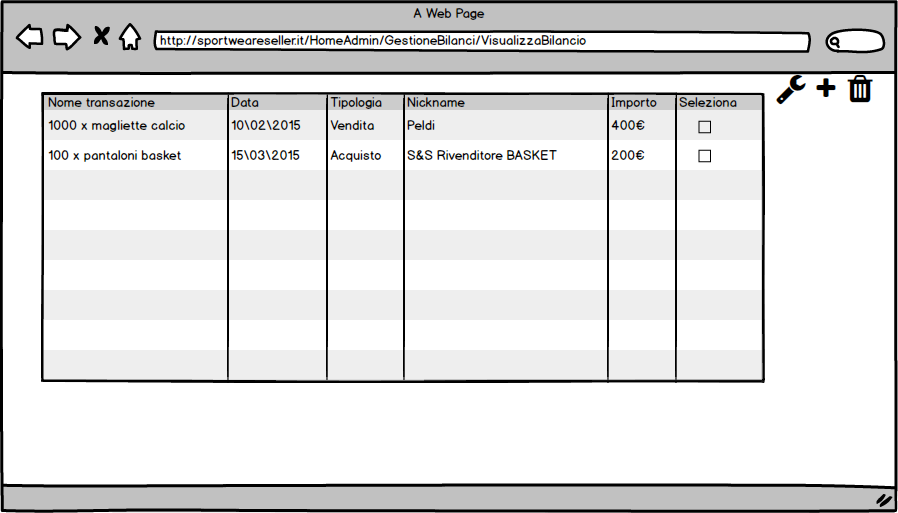 A Web Page
http://sportweareseller.it/HomeAdmin/GestioneBilanci/VisualizzaBilancio
Nome transazione Data Tipologia Nickname Importo Seleziona
1000 x magliette calcio 10\02\2015 Vendita Peldi 400€
100 x pantaloni basket 15\03\2015 Acquisto S&S Rivenditore BASKET 200€